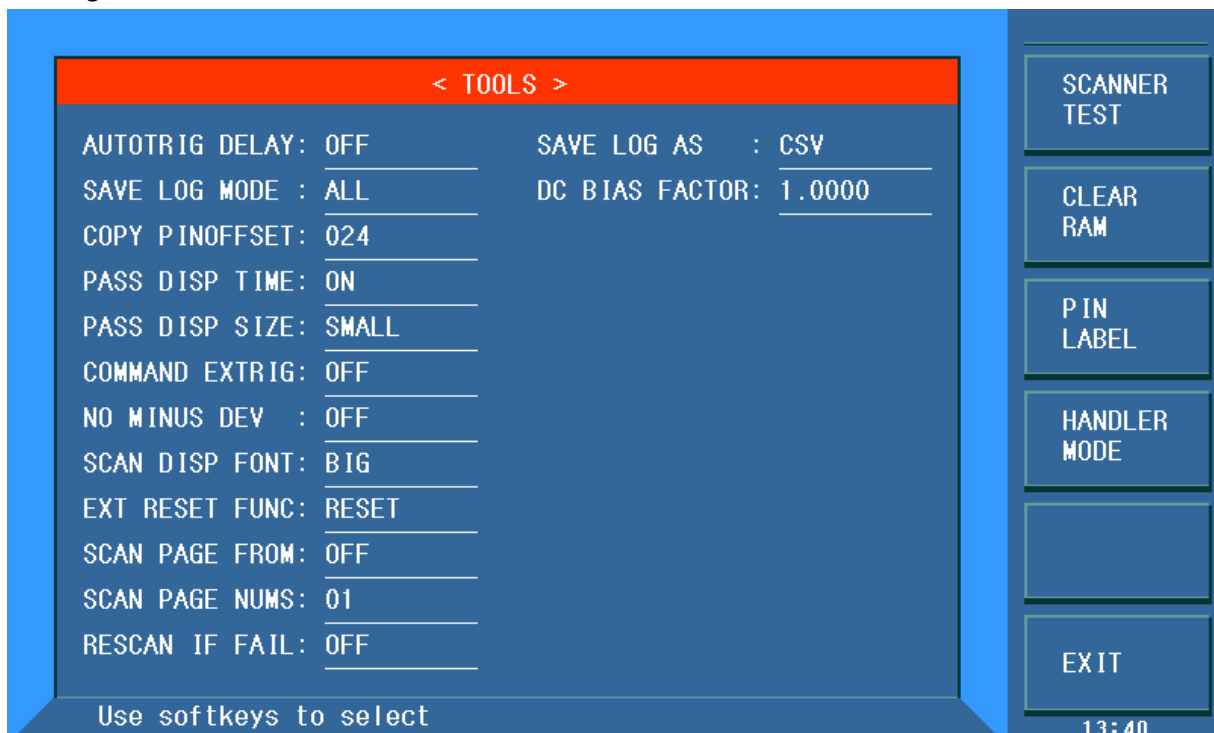 < TOOLS >
AUTOTRIG DELAY: OFF
SAVE LOG MODE : ALL
COPY PINOFFSET: 024
PASS DISP TIME: ON
PASS DISP SIZE: SMALL
COMMAND EXTRIG: OFF
NO MINUS DEV : OFF
SCAN DISP FONT: BIG
EXT RESET FUNC: RESET
SCAN PAGE FROM: OFF
SCAN PAGE NUMS: 01
RESCAN IF FAIL: OFF
SAVE LOG AS : CSV
DC BIAS FACTOR: 1.0000
Use softkeys to select
SCANNER
TEST
CLEAR
RAM
PIN
LABEL
HANDLER
MODE
EXIT
13:40